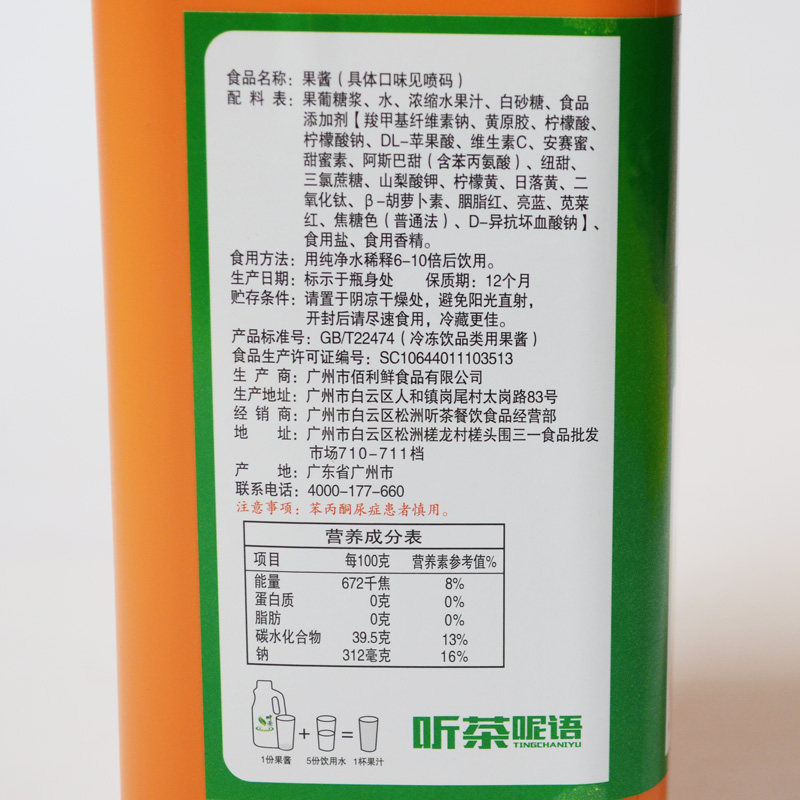 食品名称：果酱（具体口味见喷码）
配 料 表：果葡糖浆、水、浓缩水果汁、白砂糖、食品
添加剂【羧甲基纤维素钠、黄原胶、柠檬酸、
柠檬酸钠、DL-苹果酸、维生素C、安赛蜜、
甜蜜素、阿斯巴甜（含苯丙氨酸）、纽甜、
三氯蔗糖、山梨酸钾、柠檬黄、日落黄、二
氧化钛、β-胡萝卜素、胭脂红、亮蓝、苋菜
红、焦糖色（普通法）、D-异抗坏血酸钠】、
食用盐、食用香精。
食用方法：用纯净水稀释6-10倍后饮用。
生产日期：标示于瓶身处 保质期：12个月
贮存条件：请置于阴凉干燥处，避免阳光直射，
开封后请尽速食用，冷藏更佳。
产品标准号：GB/T22474（冷冻饮品类用果酱）
食品生产许可证编号：SC10644011103513
生 产 商：广州市佰利鲜食品有限公司
生产地址：广州市白云区人和镇岗尾村太岗路83号
经 销 商：广州市白云区松洲听茶餐饮食品经营部
地 址：广州市白云区松洲槎龙村槎头围三一食品批发
市场710-711档
产 地：广东省广州市
联系电话：4000-177-660
注意事项：苯丙酮尿症患者慎用。
营养成分表
项目 每100克 营养素参考值%
能量 672千焦 8%
蛋白质 0克 0%
脂肪 0克 0%
碳水化合物 39.5克 13%
钠 312毫克 16%
听茶
+ =
1份果酱 5份饮用水 1杯果汁
听茶呢语
TINGCHANIYU